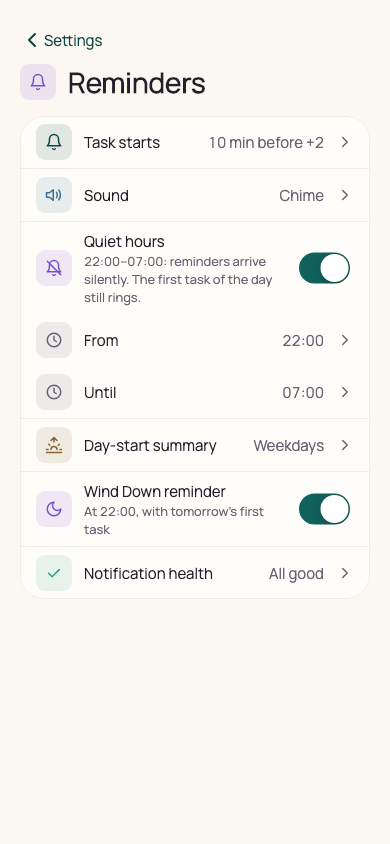 Settings
Reminders
Task starts 10 min before +2
Sound Chime
Quiet hours
22:00–07:00: reminders arrive
silently. The first task of the day
still rings.
From 22:00
Until 07:00
Day-start summary Weekdays
Wind Down reminder
At 22:00, with tomorrow's first
task
Notification health All good